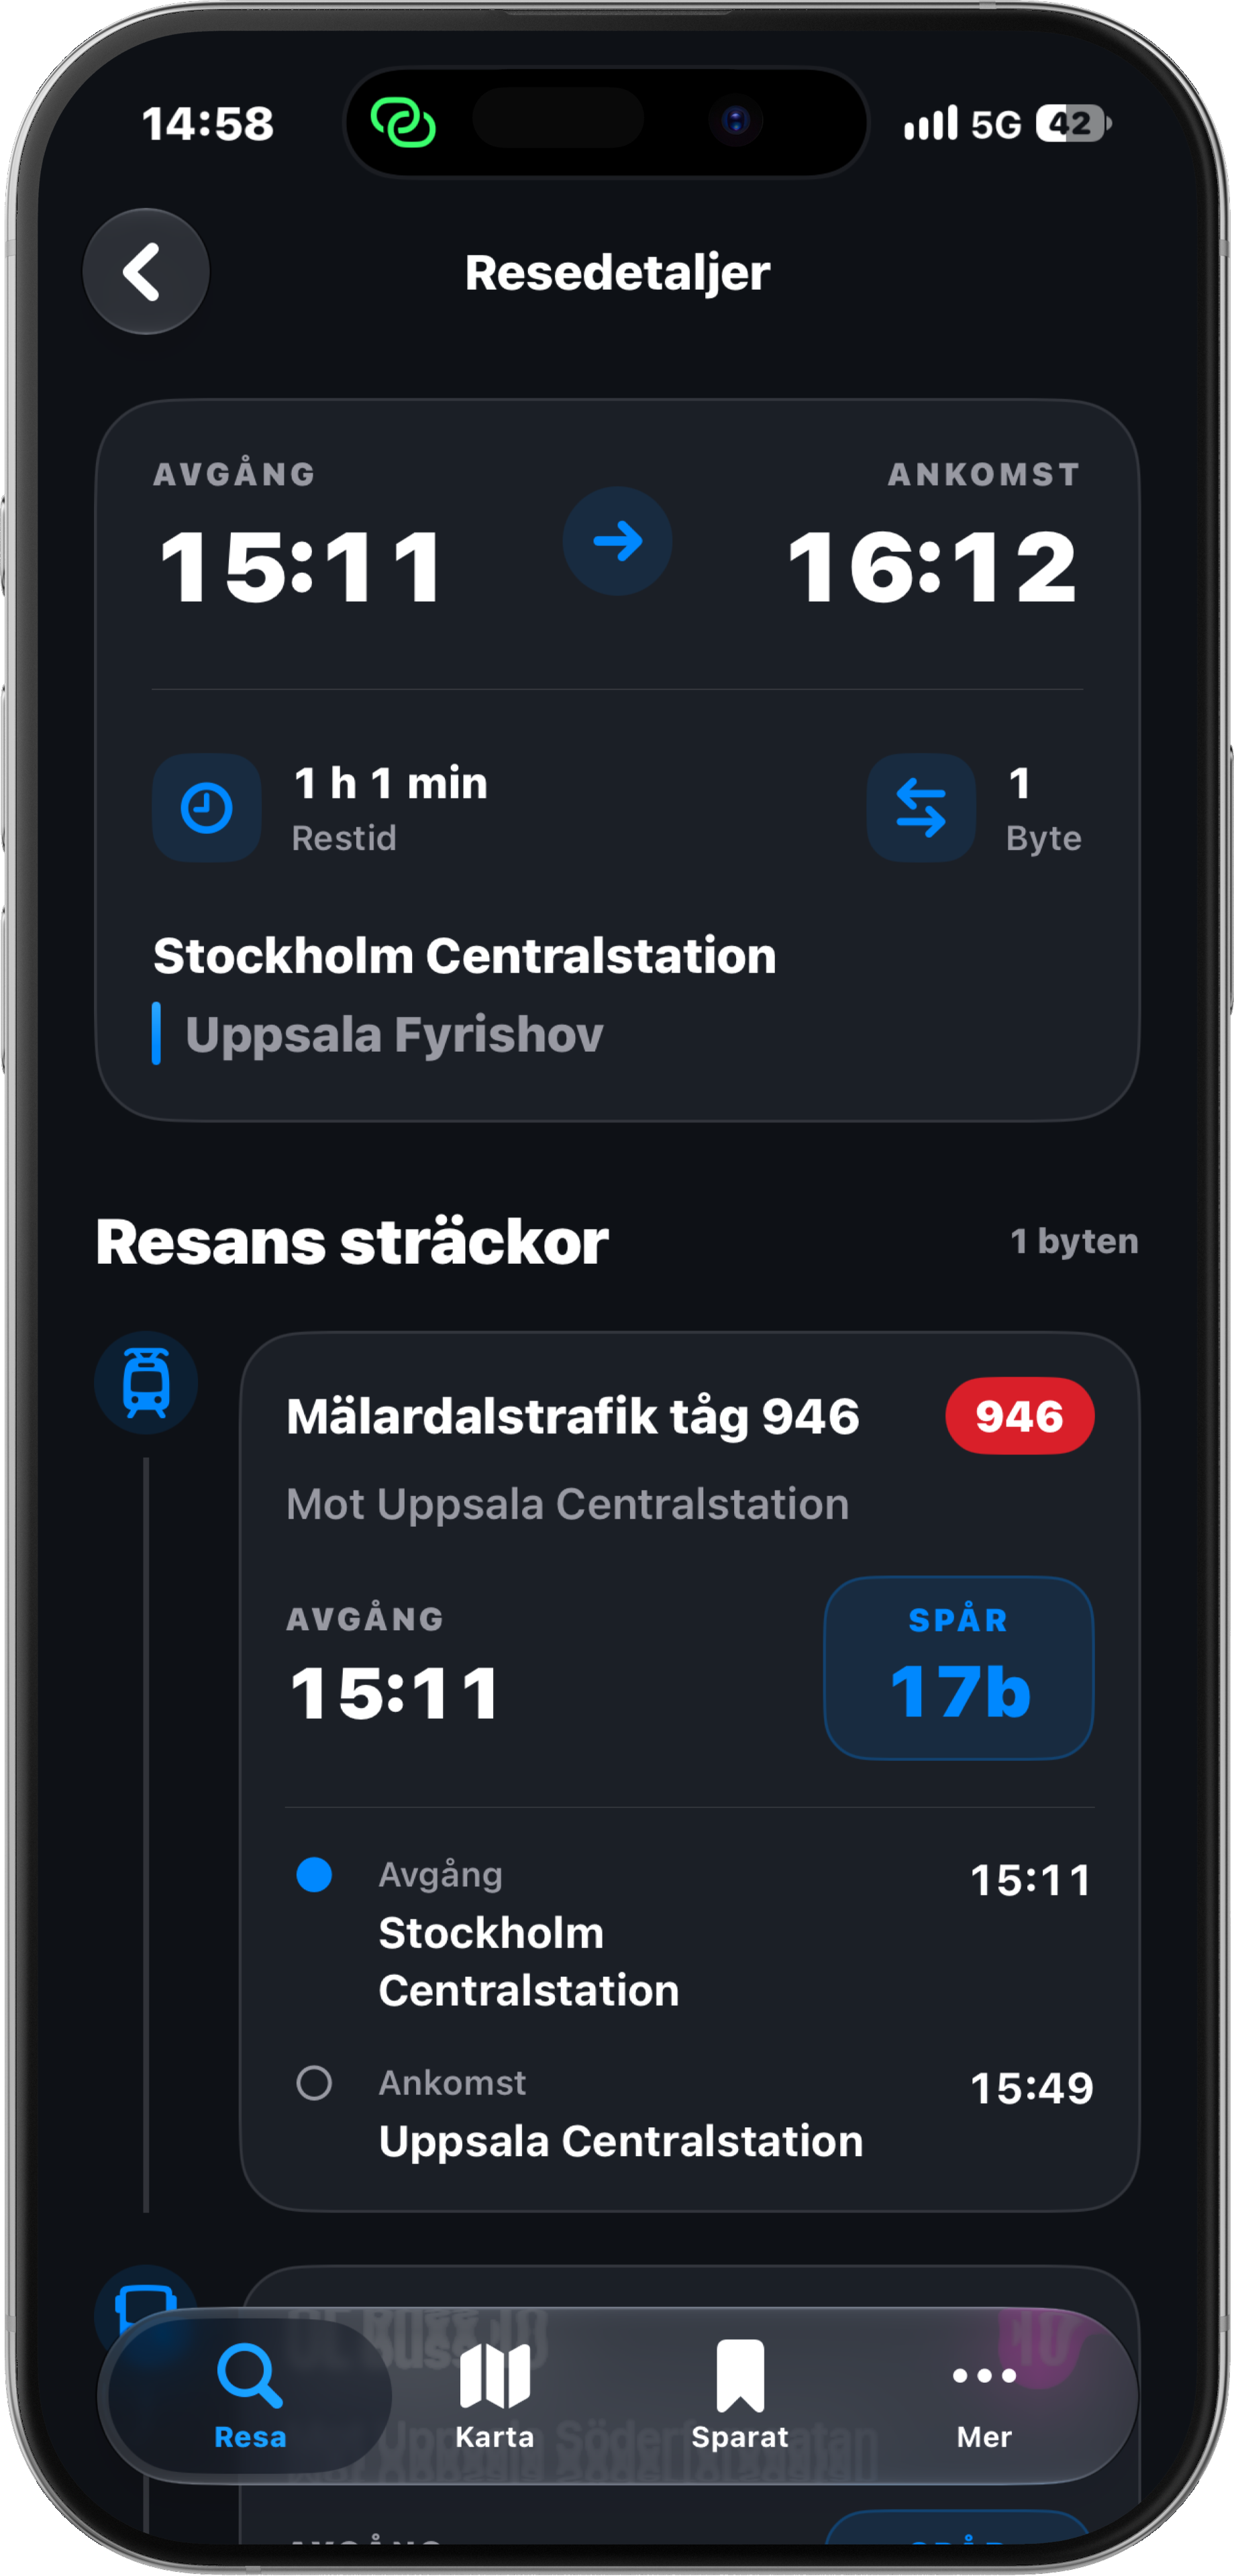 14:58
5G 42
Resedetaljer
AVGÅNG ANKOMST
15:11 16:12
1 h 1 min
Restid
1
Byte
Stockholm Centralstation
Uppsala Fyrishov
Resans sträckor 1 byten
Mälardalstrafik tåg 946 946
Mot Uppsala Centralstation
AVGÅNG SPÅR
15:11 17b
Avgång 15:11
Stockholm
Centralstation
Ankomst 15:49
Uppsala Centralstation
Resa Karta Sparat Mer
AVGÅNG SPÅR